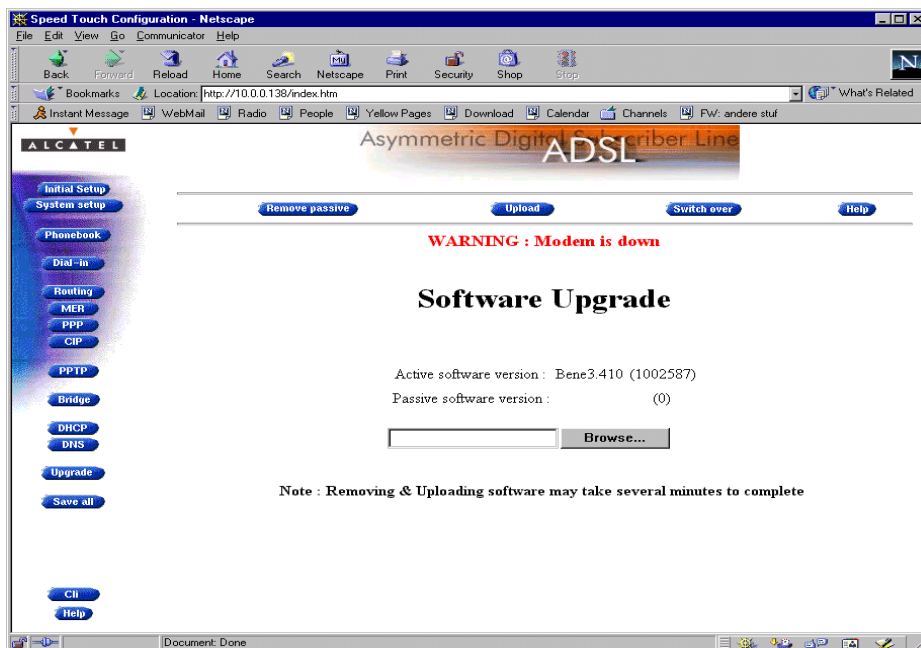 Speed Touch Configuration - Netscape
File Edit View Go Communicator Help
Back Forward Reload Home Search Netscape Print Security Shop Stop
N
Bookmarks Location: http://10.0.0.138/index.htm What's Related
Instant Message WebMail Radio People Yellow Pages Download Calendar Channels FW: andere stuf
ALCATEL
Asymmetric Digital Subscriber Line
ADSL
Initial Setup
System setup
Remove passive Upload Switch over Help
Phonebook
WARNING : Modem is down
Dial-in
Routing
Software Upgrade
MER
PPP
CIP
PPTP
Active software version : Bene3.410 (1002587)
Bridge
Passive software version : (0)
DHCP
DNS
Browse...
Upgrade
Note : Removing & Uploading software may take several minutes to complete
Save all
Cli
Help
Document: Done